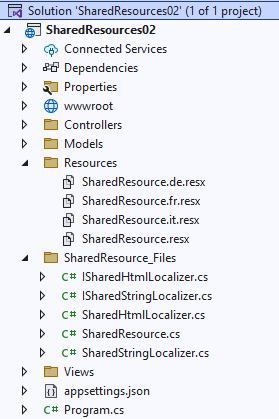 Solution 'SharedResources02' (1 of 1 project)
SharedResources02
Connected Services
Dependencies
Properties
wwwroot
Controllers
Models
Resources
SharedResource.de.resx
SharedResource.fr.resx
SharedResource.it.resx
SharedResource.resx
SharedResource_Files
C# ISharedHtmlLocalizer.cs
C# ISharedStringLocalizer.cs
C# SharedHtmlLocalizer.cs
C# SharedResource.cs
C# SharedStringLocalizer.cs
Views
appsettings.json
C# Program.cs